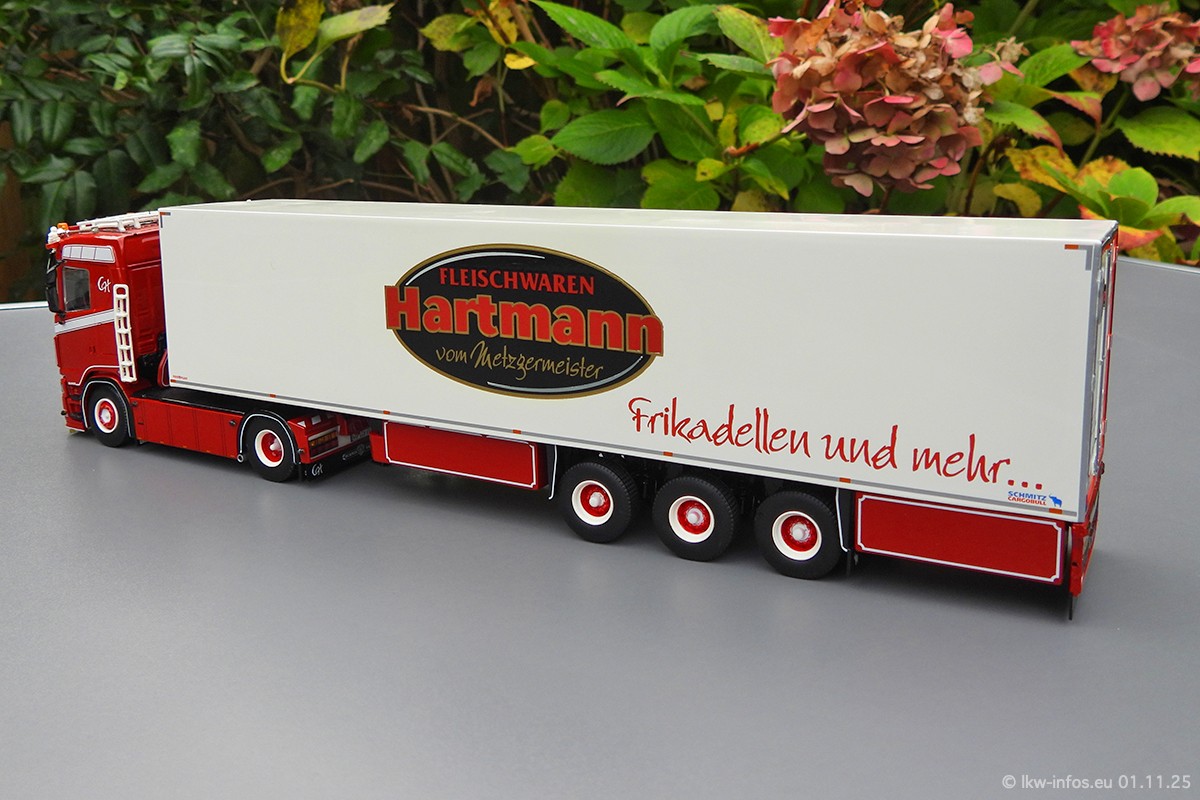 FLEISCHWAREN
Hartmann
vom Metzgermeister
Frikadellen und mehr...
SCHMITZ
CARGOBULL
© lkw-infos.eu 01.11.25